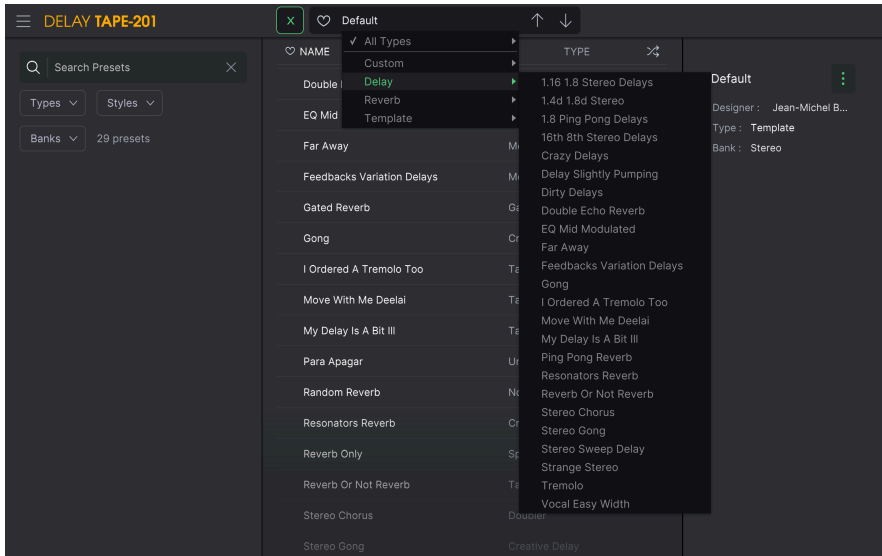 DELAY TAPE-201
X
Default
Search Presets
Types
Styles
Banks
29 presets
NAME
TYPE
✓ All Types
Custom
Delay
Reverb
Template
Double
EQ Mid
Far Away
Feedbacks Variation Delays
Gated Reverb
Gong
I Ordered A Tremolo Too
Move With Me Deelai
My Delay Is A Bit Ill
Para Apagar
Random Reverb
Resonators Reverb
Reverb Only
Reverb Or Not Reverb
Stereo Chorus
Doubler
Stereo Gong
Creative Delay
1.16 1.8 Stereo Delays
1.4d 1.8d Stereo
1.8 Ping Pong Delays
16th 8th Stereo Delays
Crazy Delays
Delay Slightly Pumping
Dirty Delays
Double Echo Reverb
EQ Mid Modulated
Far Away
Feedbacks Variation Delays
Gong
I Ordered A Tremolo Too
Move With Me Deelai
My Delay Is A Bit Ill
Ping Pong Reverb
Resonators Reverb
Reverb Or Not Reverb
Stereo Chorus
Stereo Gong
Stereo Sweep Delay
Strange Stereo
Tremolo
Vocal Easy Width
Default
Designer : Jean-Michel B...
Type : Template
Bank : Stereo